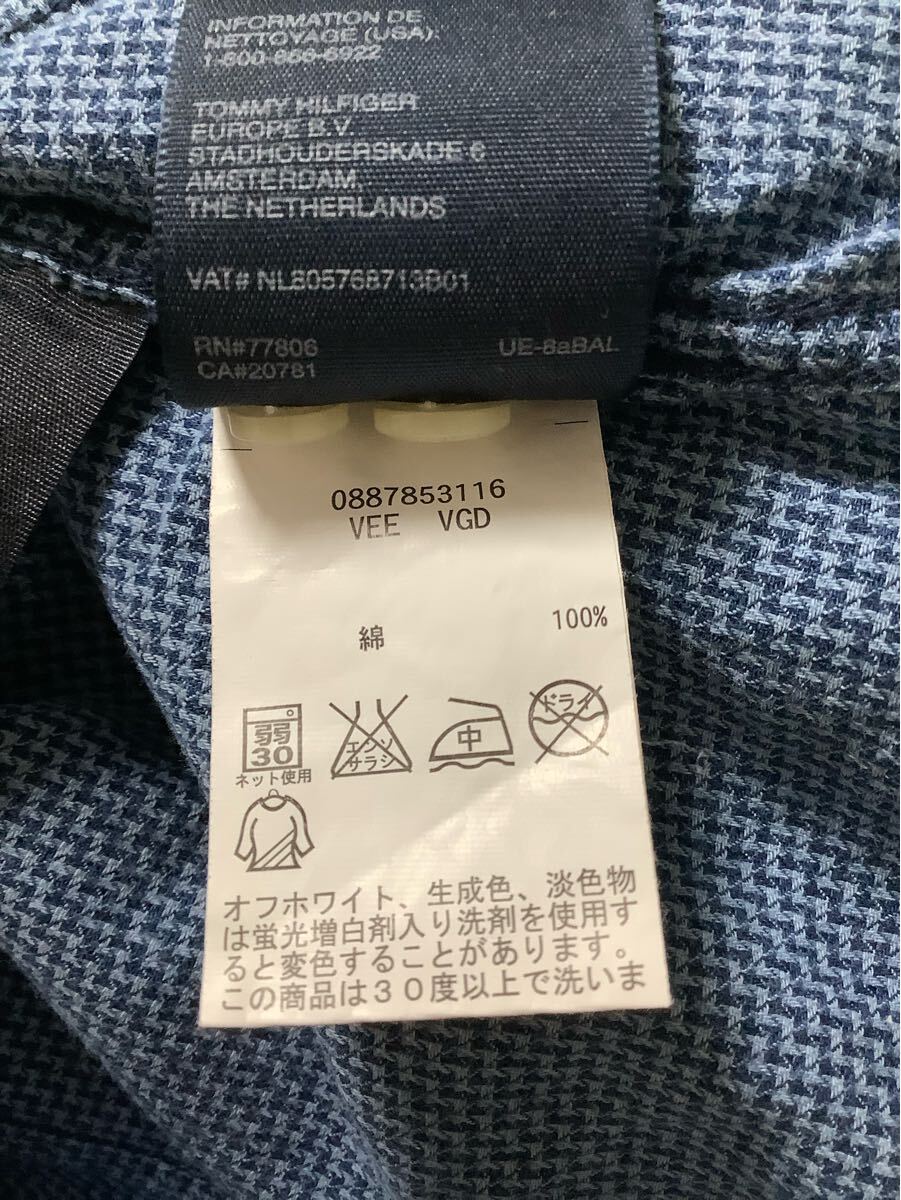 INFORMATION DE
NETTOYAGE (USA):
1-800-866-6922
TOMMY HILFIGER
EUROPE B.V.
STADHOUDERSKADE 6
AMSTERDAM,
THE NETHERLANDS
VAT# NL805768713B01
RN#77806 UE-8aBAL
CA#20781
0887853116
VEE VGD
綿 100%
弱
30
ネット使用
エンソ
サラシ
中
ドライ
オフホワイト、生成色、淡色物
は蛍光増白剤入り洗剤を使用す
ると変色することがあります。
この商品は３０度以上で洗いま